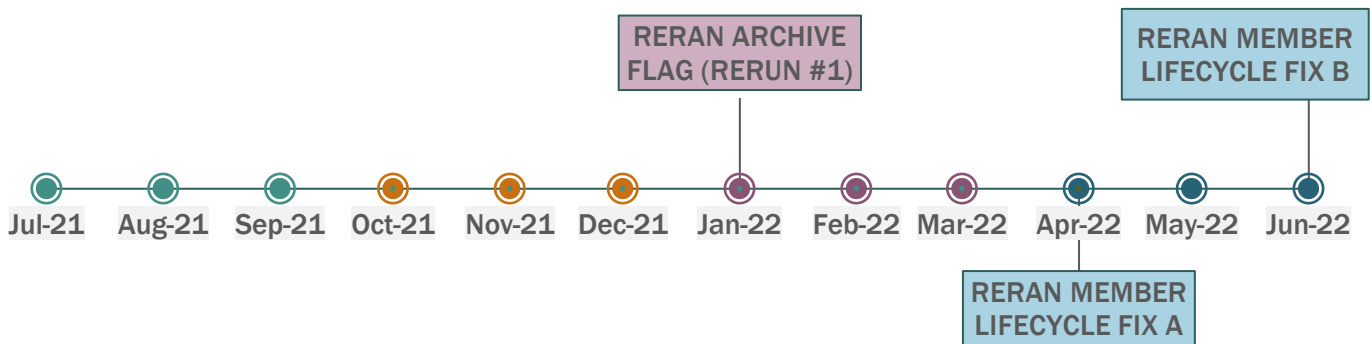 RERAN ARCHIVE
FLAG (RERUN #1)
RERAN MEMBER
LIFECYCLE FIX B
Jul-21 Aug-21 Sep-21 Oct-21 Nov-21 Dec-21 Jan-22 Feb-22 Mar-22 Apr-22 May-22 Jun-22
RERAN MEMBER
LIFECYCLE FIX A